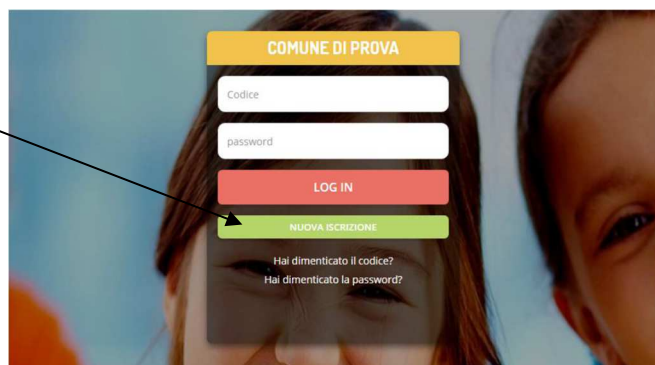 COMUNE DI PROVA
Codice
password
LOG IN
NUOVA ISCRIZIONE
Hai dimenticato il codice?
Hai dimenticato la password?